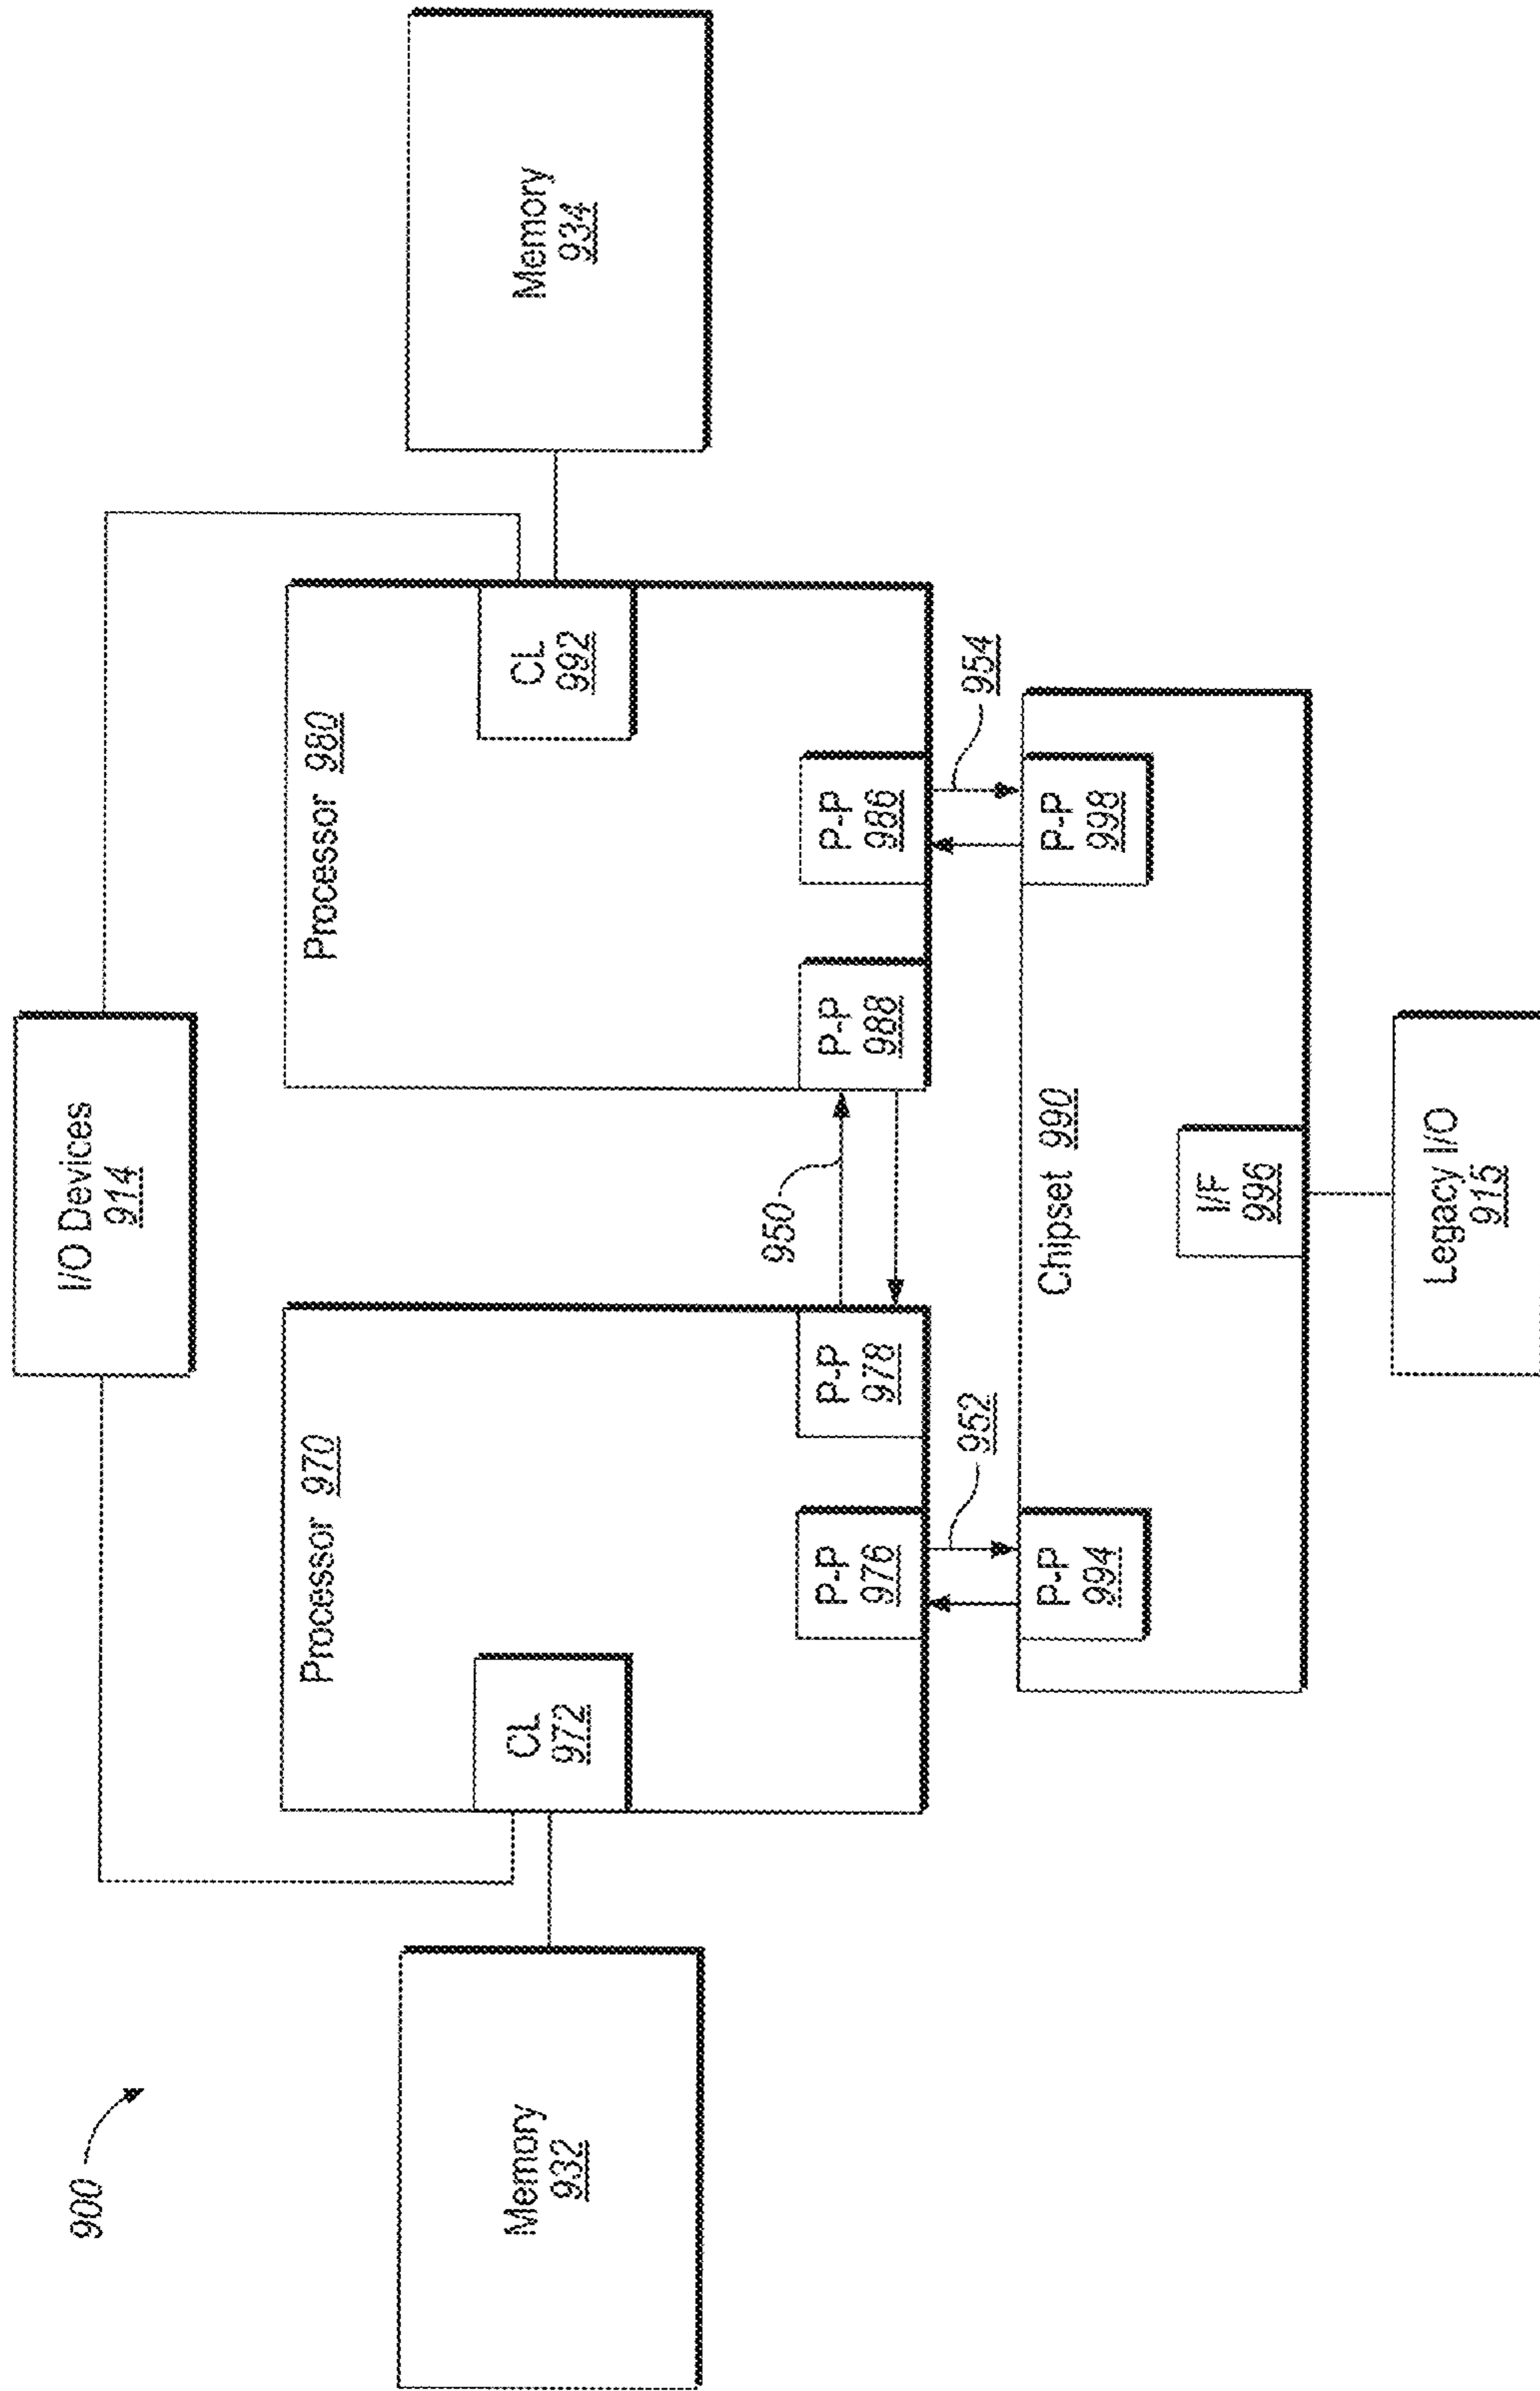 900
I/O Devices
914
Memory
932
Processor 970
CL
972
P-P
976
P-P
978
950
Processor 980
CL
992
P-P
988
P-P
986
Memory
934
952
954
Chipset 990
P-P
994
P-P
998
I/F
996
Legacy I/O
915